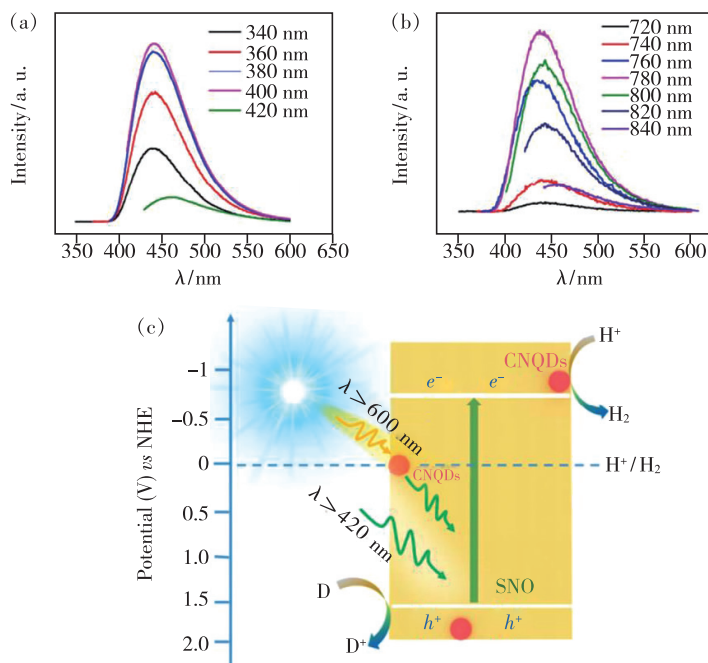 (a)
Intensity/a. u.
340 nm
360 nm
380 nm
400 nm
420 nm
350 400 450 500 550 600 650
λ/nm
(b)
Intensity/a. u.
720 nm
740 nm
760 nm
780 nm
800 nm
820 nm
840 nm
350 400 450 500 550 600
λ/nm
(c)
Potential (V) vs NHE
-1
-0.5
0
0.5
1.0
1.5
2.0
λ>600 nm
CNQDs
λ>420 nm
CNQDs
e⁻ e⁻
H⁺
H₂
H⁺/H₂
SNO
D
D⁺
h⁺ h⁺